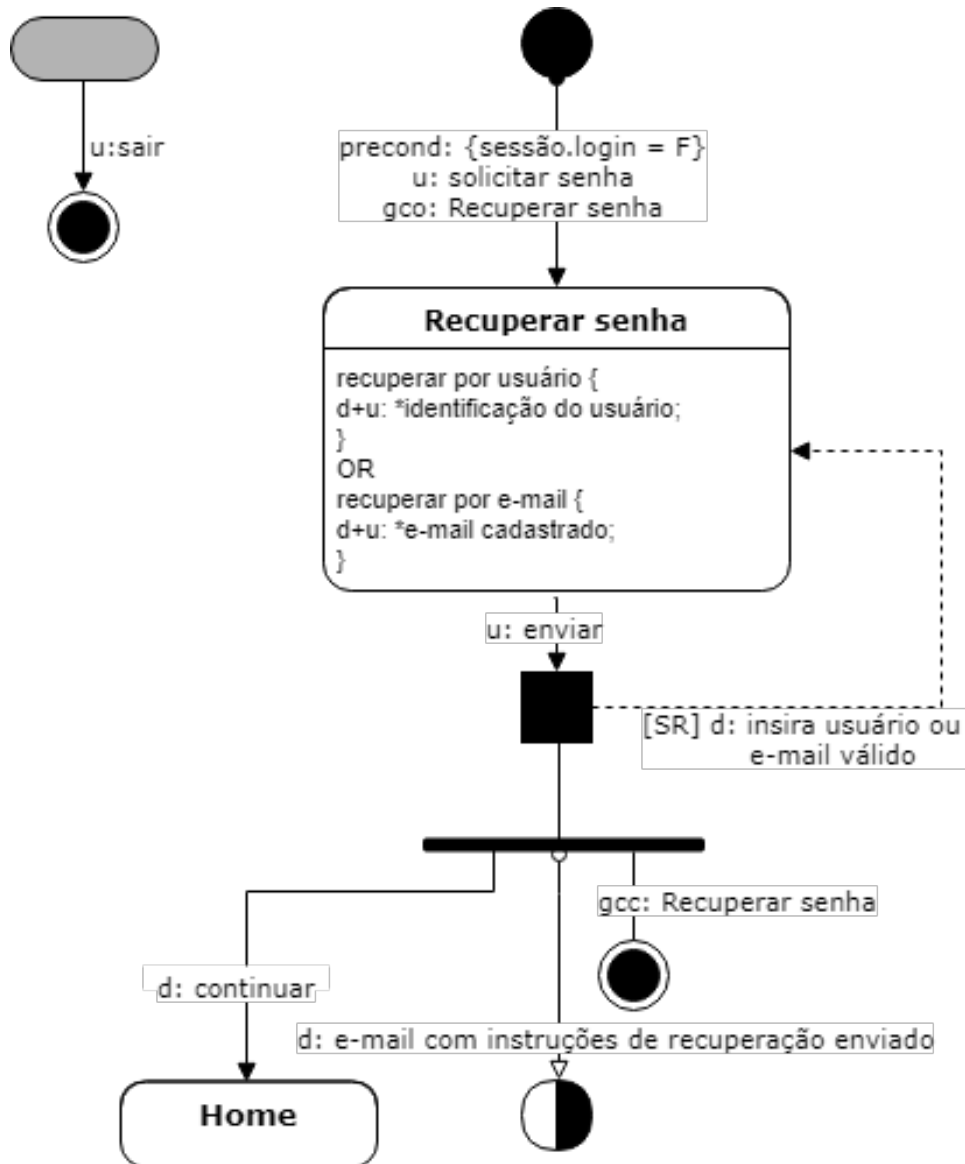 u:sair
precond: {sessão.login = F}
u: solicitar senha
gco: Recuperar senha
Recuperar senha
recuperar por usuário {
d+u: *identificação do usuário;
}
OR
recuperar por e-mail {
d+u: *e-mail cadastrado;
}
u: enviar
[SR] d: insira usuário ou
e-mail válido
gcc: Recuperar senha
d: continuar
d: e-mail com instruções de recuperação enviado
Home